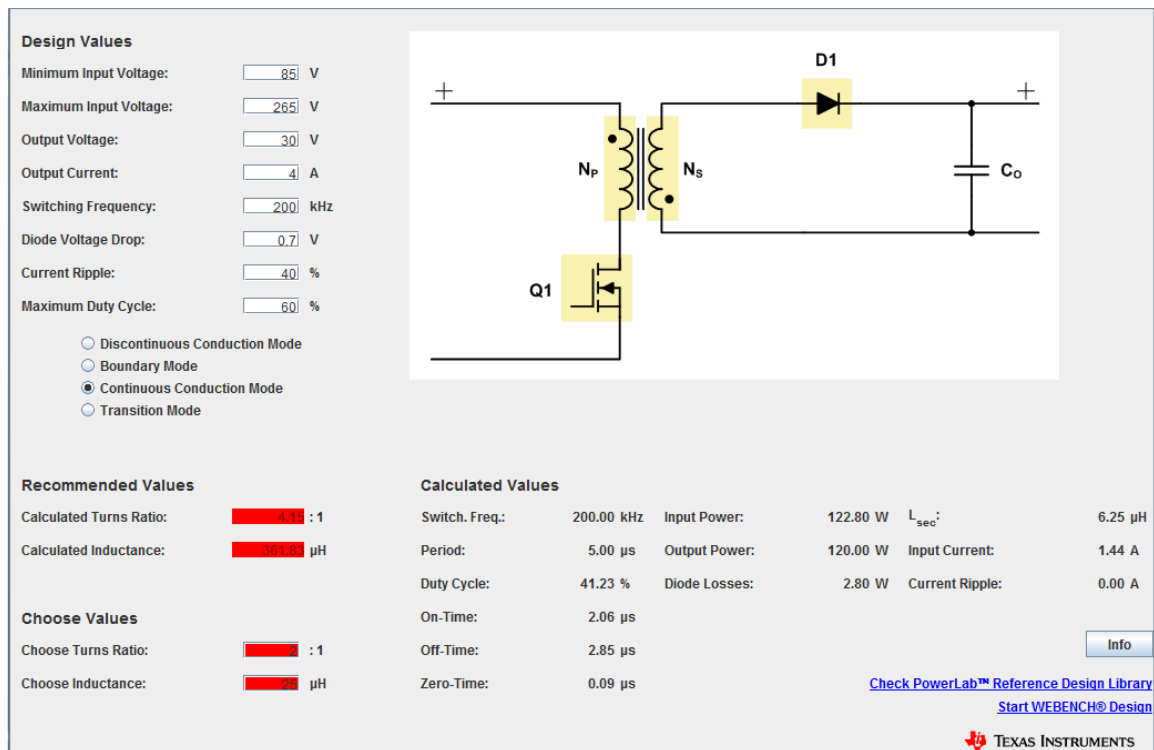 Design Values
Minimum Input Voltage: 85 V
Maximum Input Voltage: 265 V
Output Voltage: 30 V
Output Current: 4 A
Switching Frequency: 200 kHz
Diode Voltage Drop: 0.7 V
Current Ripple: 40 %
Maximum Duty Cycle: 60 %
Discontinuous Conduction Mode
Boundary Mode
Continuous Conduction Mode
Transition Mode
D1
+ +
NP NS CO
Q1
Recommended Values
Calculated Turns Ratio: 4.15 : 1
Calculated Inductance: 361.83 µH
Choose Values
Choose Turns Ratio: 2 : 1
Choose Inductance: 25 µH
Calculated Values
Switch. Freq.: 200.00 kHz Input Power: 122.80 W Lsec: 6.25 µH
Period: 5.00 µs Output Power: 120.00 W Input Current: 1.44 A
Duty Cycle: 41.23 % Diode Losses: 2.80 W Current Ripple: 0.00 A
On-Time: 2.06 µs
Off-Time: 2.85 µs
Zero-Time: 0.09 µs
Info
Check PowerLab™ Reference Design Library
Start WEBENCH® Design
TEXAS INSTRUMENTS